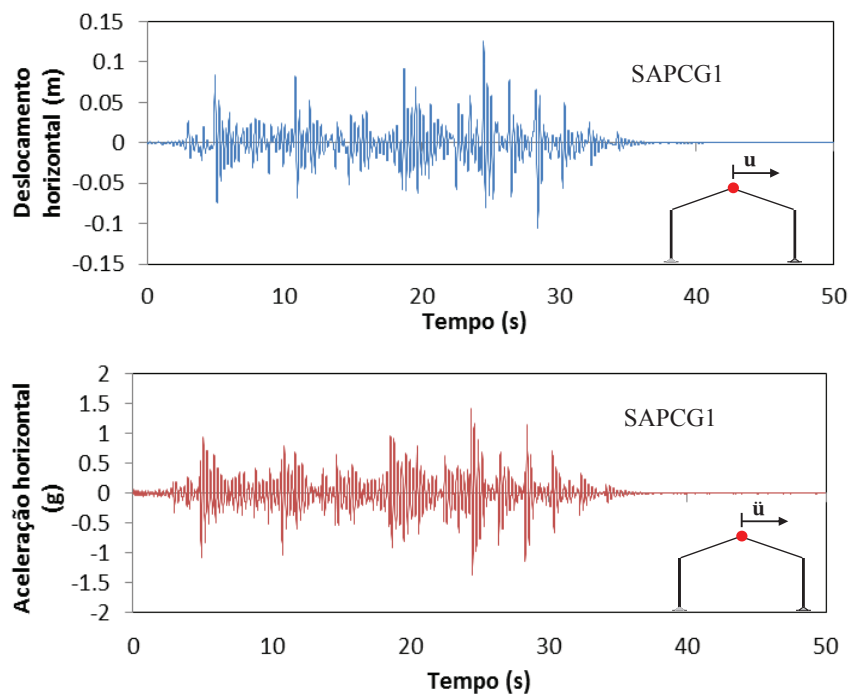 Deslocamento
horizontal (m)
0.15
0.1
0.05
0
-0.05
-0.1
-0.15
SAPCG1
u
0 10 20 30 40 50
Tempo (s)
Aceleração horizontal
(g)
2
1.5
1
0.5
0
-0.5
-1
-1.5
-2
SAPCG1
ü
0 10 20 30 40 50
Tempo (s)